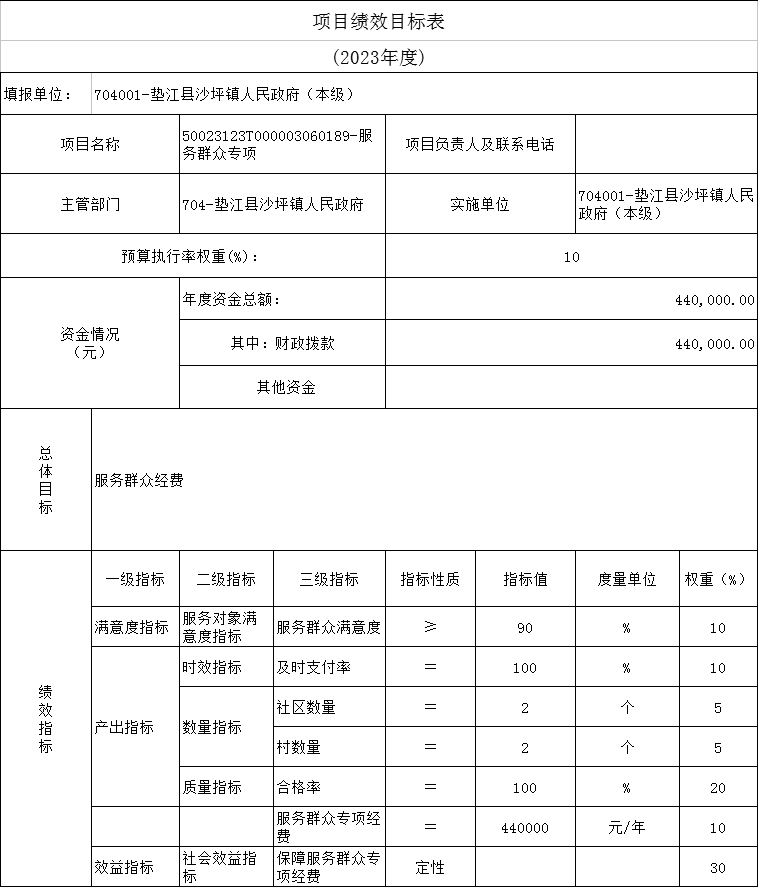 项目绩效目标表
(2023年度)
填报单位： 704001-垫江县沙坪镇人民政府（本级）
项目名称 50023123T000003060189-服
务群众专项 项目负责人及联系电话
主管部门 704-垫江县沙坪镇人民政府 实施单位 704001-垫江县沙坪镇人民
政府（本级）
预算执行率权重(%)： 10
资金情况
（元）
年度资金总额： 440,000.00
其中：财政拨款 440,000.00
其他资金
总
体
目
标
服务群众经费
绩
效
指
标
一级指标 二级指标 三级指标 指标性质 指标值 度量单位 权重（%）
满意度指标 服务对象满
意度指标 服务群众满意度 ≥ 90 % 10
产出指标 时效指标 及时支付率 ＝ 100 % 10
数量指标 社区数量 ＝ 2 个 5
村数量 ＝ 2 个 5
质量指标 合格率 ＝ 100 % 20
服务群众专项经
费 ＝ 440000 元/年 10
效益指标 社会效益指
标 保障服务群众专
项经费 定性 30